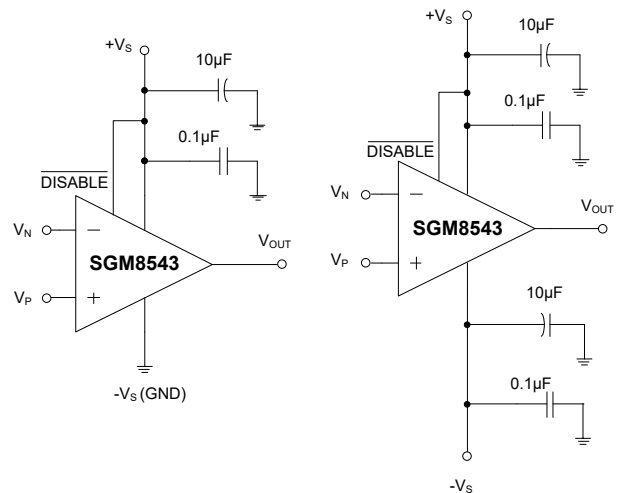 +VS
10µF
0.1µF
DISABLE
VN
VP
SGM8543
VOUT
-VS (GND)
+VS
10µF
0.1µF
DISABLE
VN
VP
SGM8543
VOUT
10µF
0.1µF
-VS